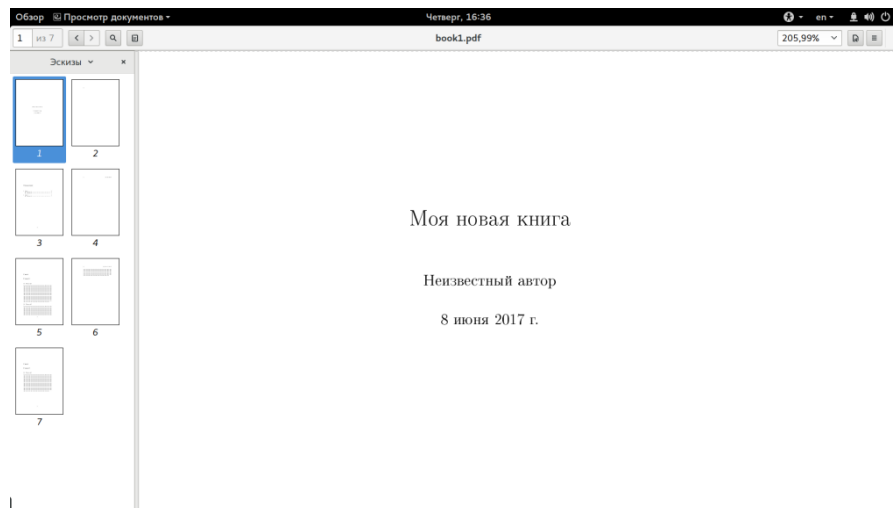 Обзор Просмотр документов
Четверг, 16:36
en
1 из 7
book1.pdf
205,99%
Эскизы
1
2
3
4
5
6
7
Моя новая книга
Неизвестный автор
8 июня 2017 г.